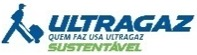 ULTRAGAZ
QUEM FAZ USA ULTRAGAZ
SUSTENTÁVEL